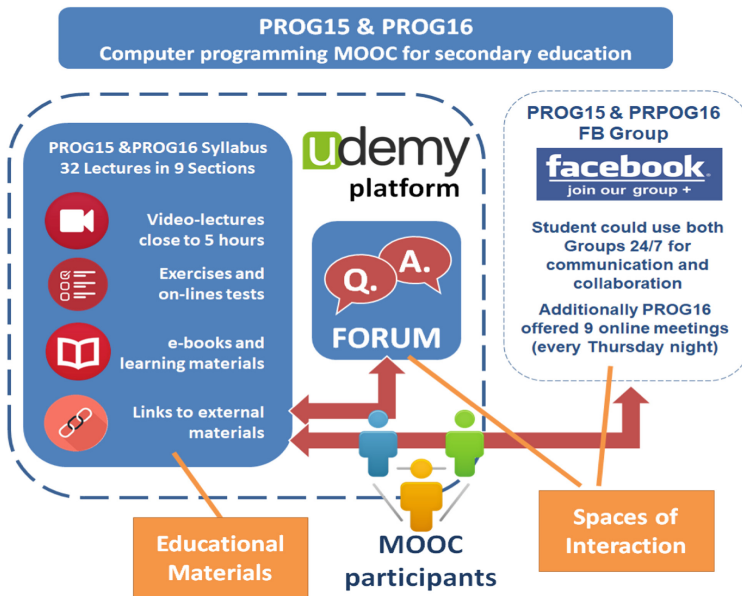 PROG15 & PROG16
Computer programming MOOC for secondary education
PROG15 &PROG16 Syllabus
32 Lectures in 9 Sections
Video-lectures
close to 5 hours
Exercises and
on-lines tests
e-books and
learning materials
Links to external
materials
udemy
platform
Q.
A.
FORUM
PROG15 & PRPOG16
FB Group
facebook
join our group +
Student could use both
Groups 24/7 for
communication and
collaboration
Additionally PROG16
offered 9 online meetings
(every Thursday night)
Educational
Materials
MOOC
participants
Spaces of
Interaction